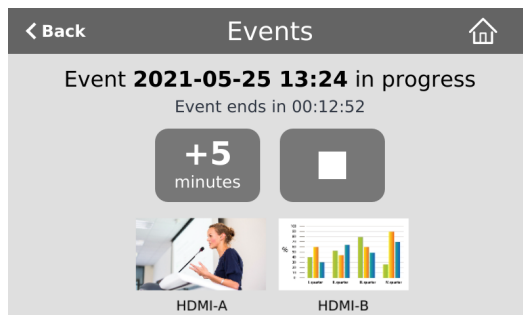 Back
Events
Event 2021-05-25 13:24 in progress
Event ends in 00:12:52
+5
minutes
HDMI-A
HDMI-B